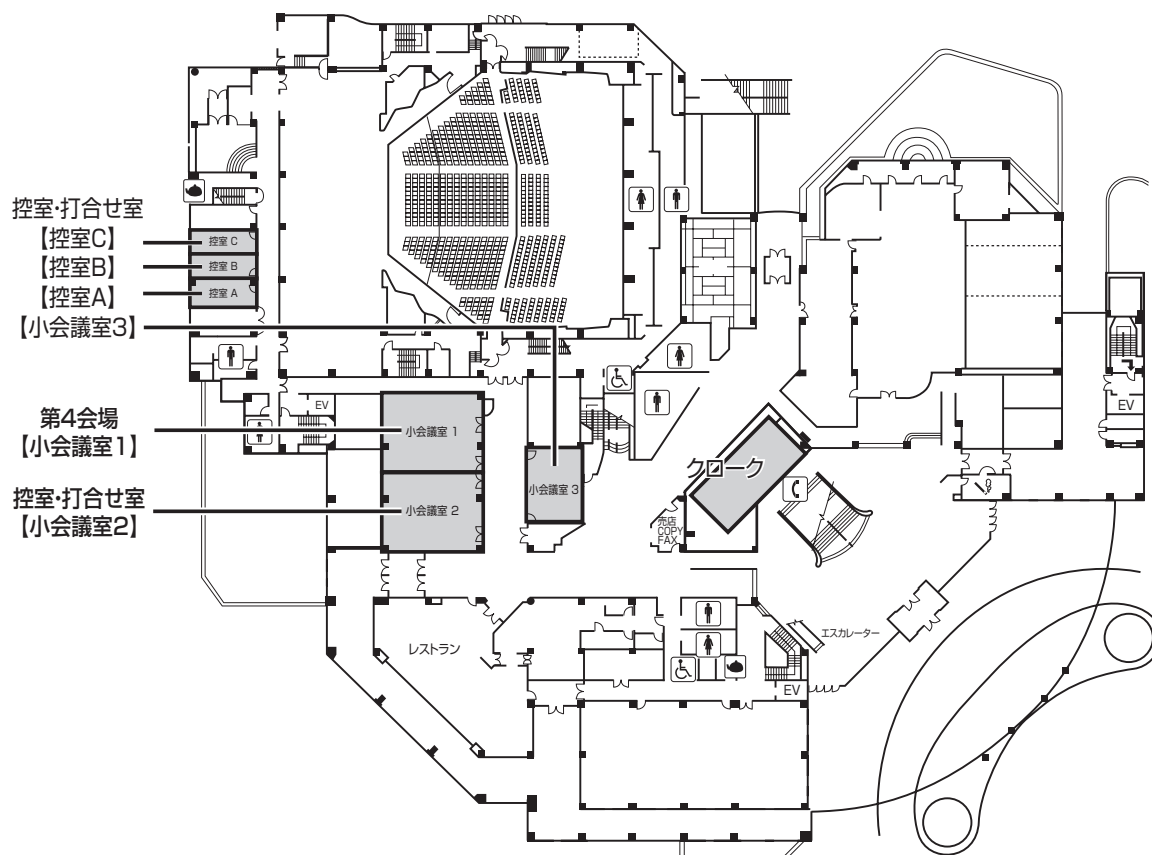 控室・打合せ室
【控室C】
【控室B】
【控室A】
【小会議室3】
第4会場
【小会議室1】
控室・打合せ室
【小会議室2】
控室 C
控室 B
控室 A
EV
小会議室 1
小会議室 2
小会議室 3
クローク
売店
COPY
FAX
EV
レストラン
エスカレーター
EV